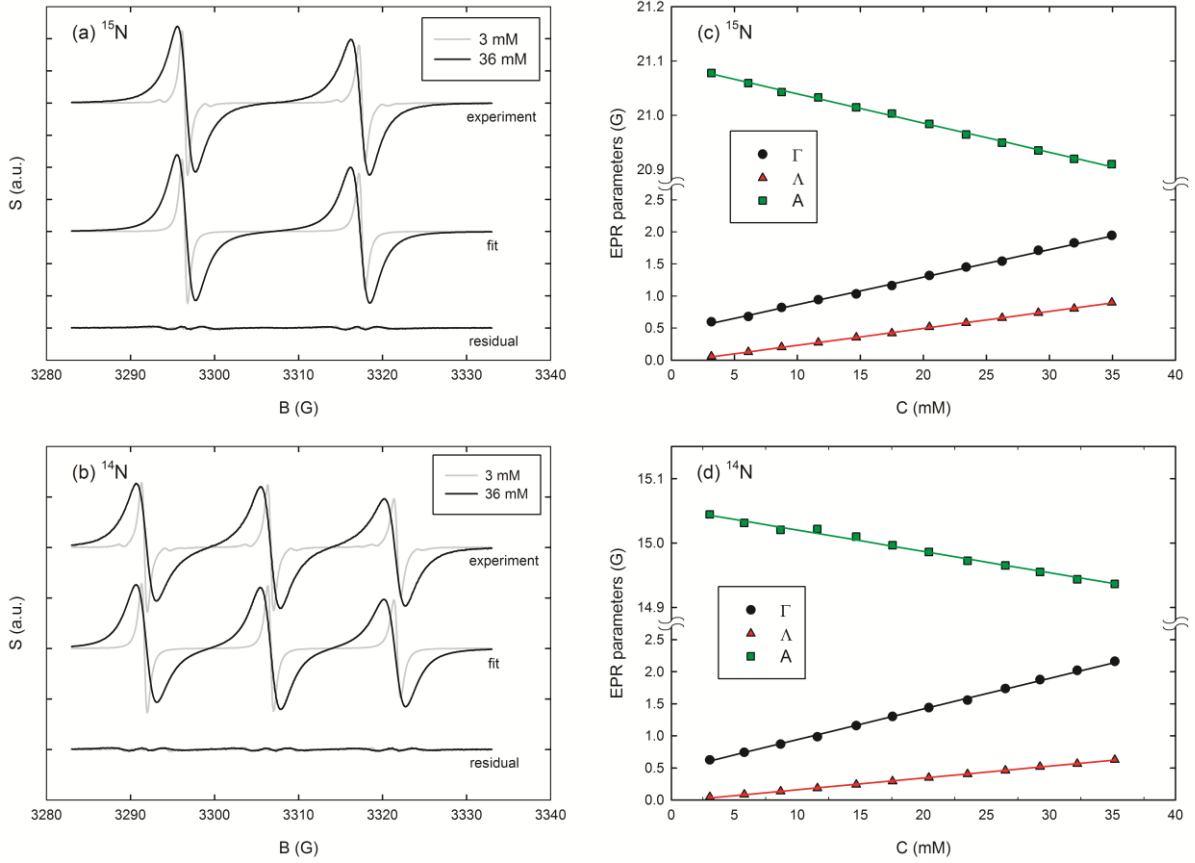 (a) ¹⁵N
3 mM
36 mM
experiment
fit
residual
S (a.u.)
3280 3290 3300 3310 3320 3330 3340
B (G)
(c) ¹⁵N
21.2
21.1
21.0
20.9
2.5
2.0
1.5
1.0
0.5
0.0
Γ
Λ
A
EPR parameters (G)
0 5 10 15 20 25 30 35 40
C (mM)
(b) ¹⁴N
3 mM
36 mM
experiment
fit
residual
S (a.u.)
3280 3290 3300 3310 3320 3330 3340
B (G)
(d) ¹⁴N
15.1
15.0
14.9
2.5
2.0
1.5
1.0
0.5
0.0
Γ
Λ
A
EPR parameters (G)
0 5 10 15 20 25 30 35 40
C (mM)